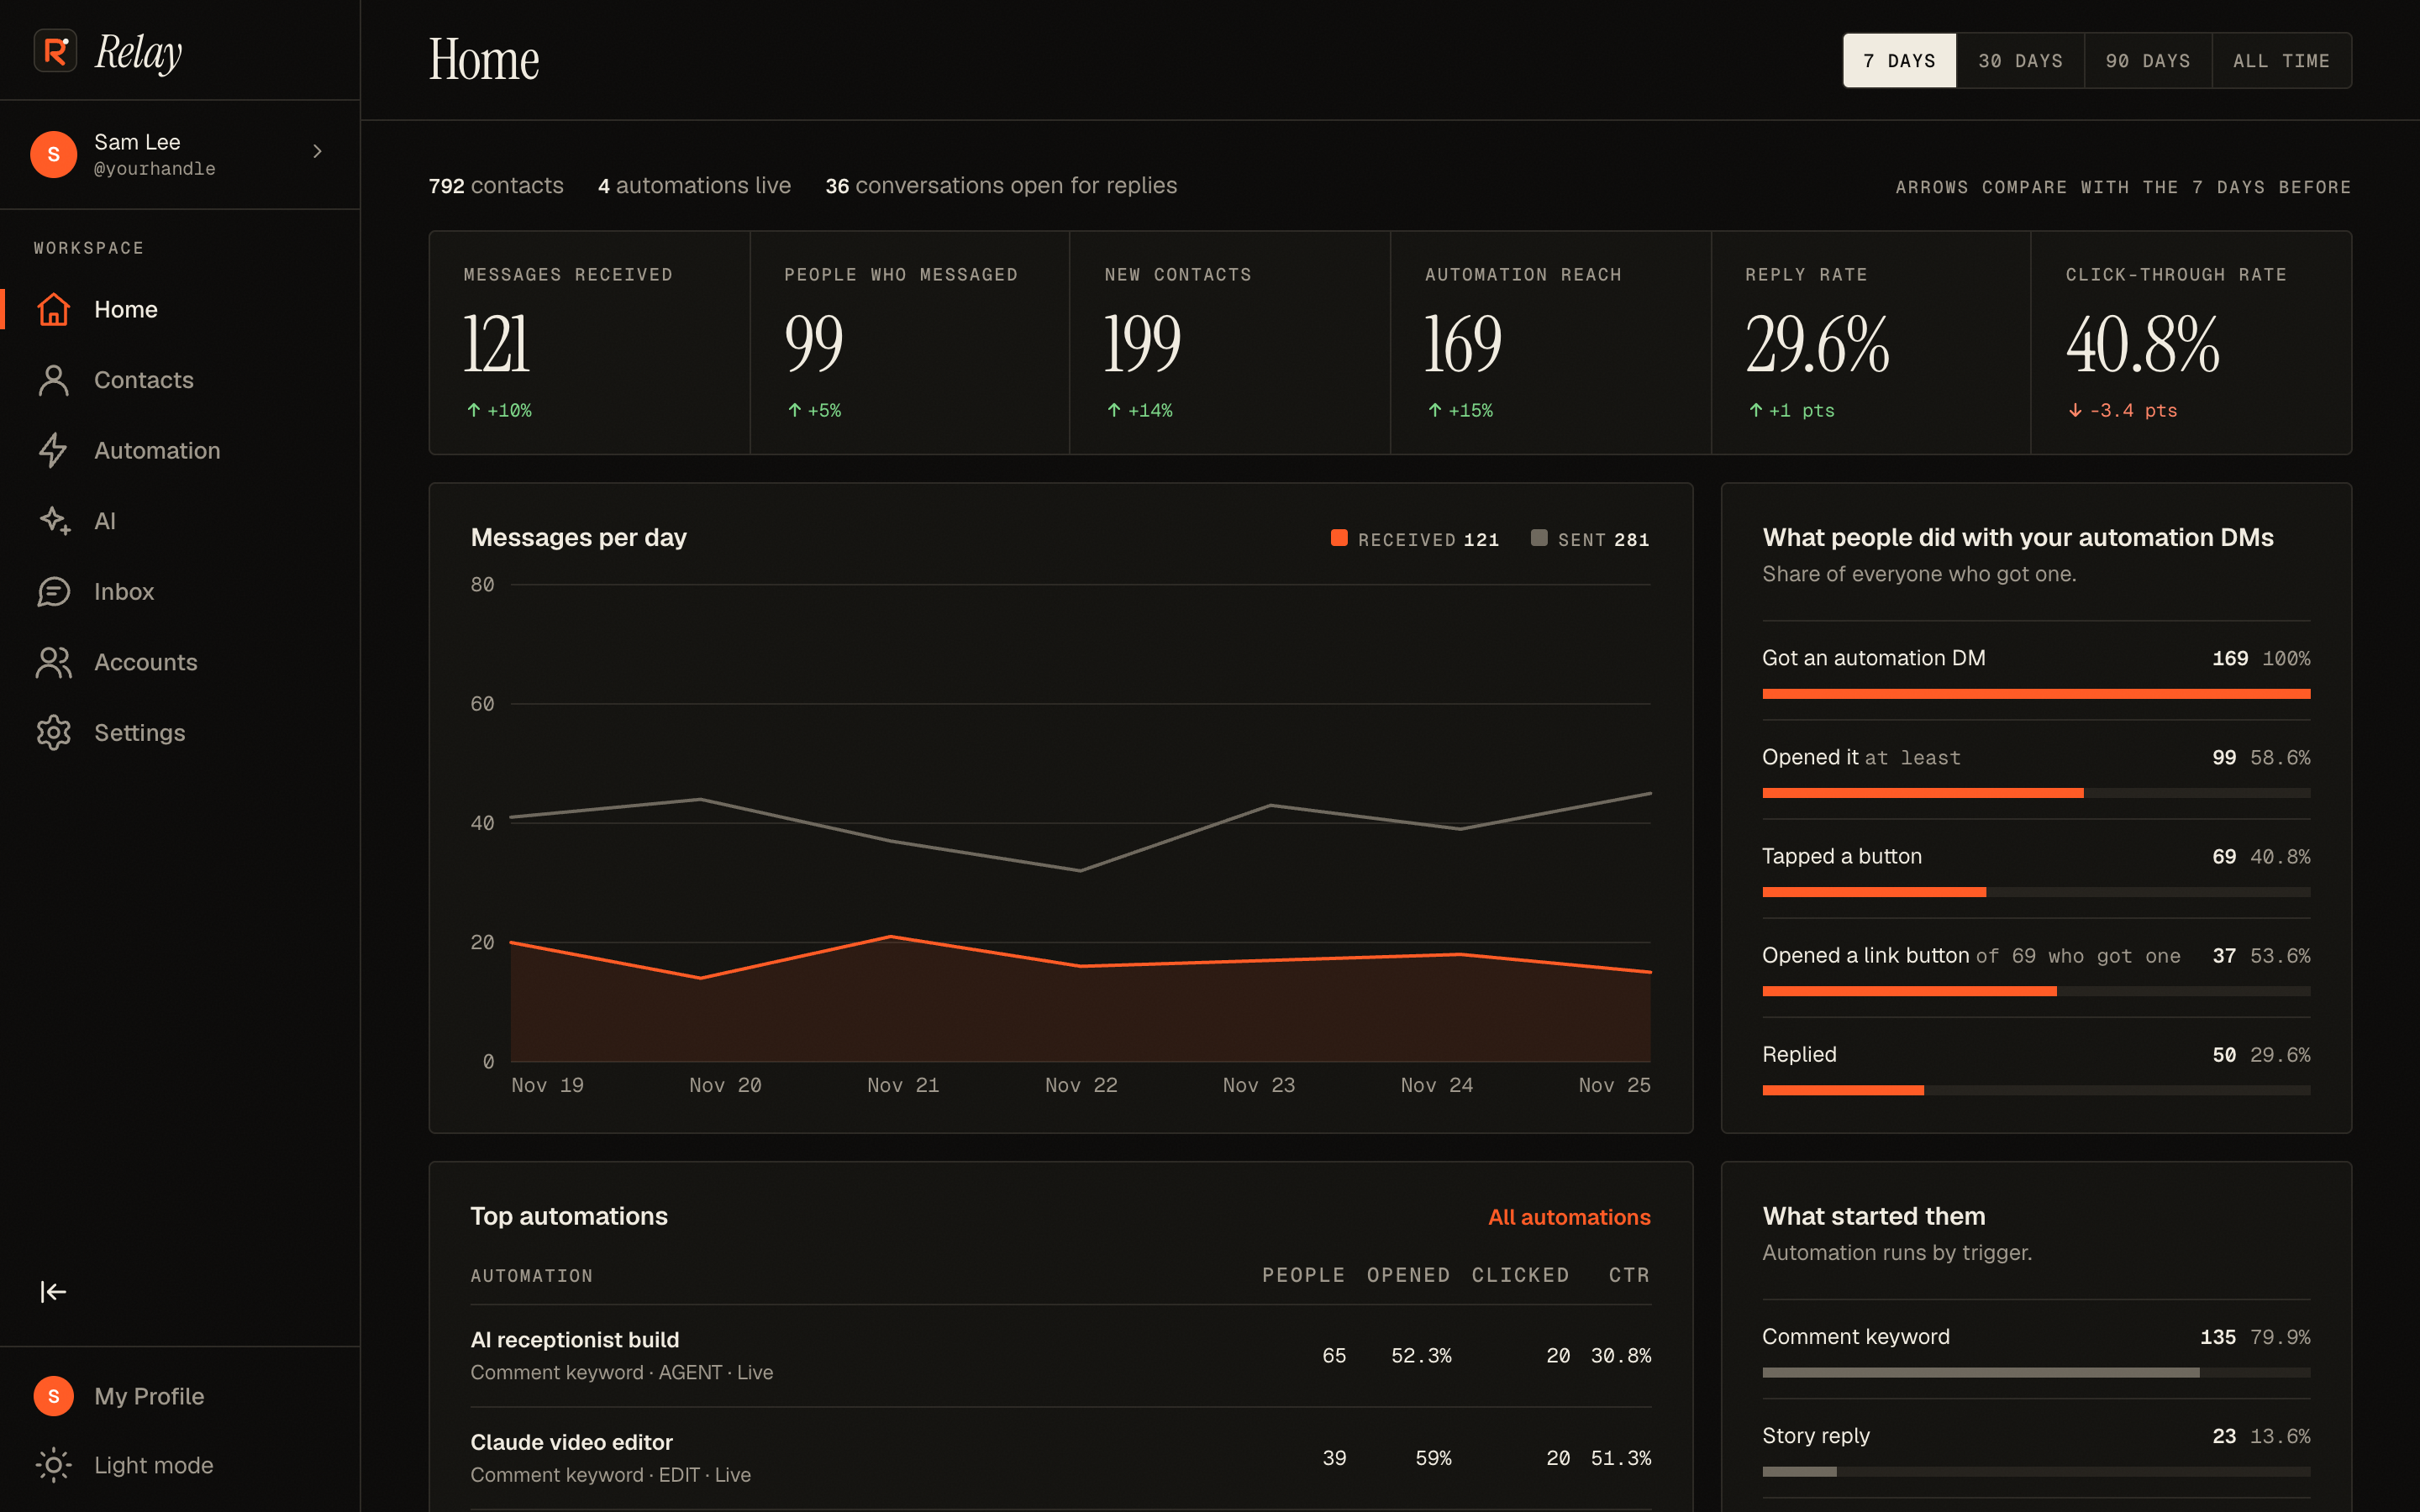 Relay
Sam Lee
@yourhandle
WORKSPACE
Home
Contacts
Automation
AI
Inbox
Accounts
Settings
My Profile
Light mode
Home
7 DAYS 30 DAYS 90 DAYS ALL TIME
792 contacts 4 automations live 36 conversations open for replies
ARROWS COMPARE WITH THE 7 DAYS BEFORE
MESSAGES RECEIVED
121
↑ +10%
PEOPLE WHO MESSAGED
99
↑ +5%
NEW CONTACTS
199
↑ +14%
AUTOMATION REACH
169
↑ +15%
REPLY RATE
29.6%
↑ +1 pts
CLICK-THROUGH RATE
40.8%
↓ -3.4 pts
Messages per day
RECEIVED 121 SENT 281
80
60
40
20
0
Nov 19 Nov 20 Nov 21 Nov 22 Nov 23 Nov 24 Nov 25
What people did with your automation DMs
Share of everyone who got one.
Got an automation DM 169 100%
Opened it at least 99 58.6%
Tapped a button 69 40.8%
Opened a link button of 69 who got one 37 53.6%
Replied 50 29.6%
Top automations
All automations
AUTOMATION PEOPLE OPENED CLICKED CTR
AI receptionist build
Comment keyword · AGENT · Live
65 52.3% 20 30.8%
Claude video editor
Comment keyword · EDIT · Live
39 59% 20 51.3%
What started them
Automation runs by trigger.
Comment keyword 135 79.9%
Story reply 23 13.6%
S
S
R